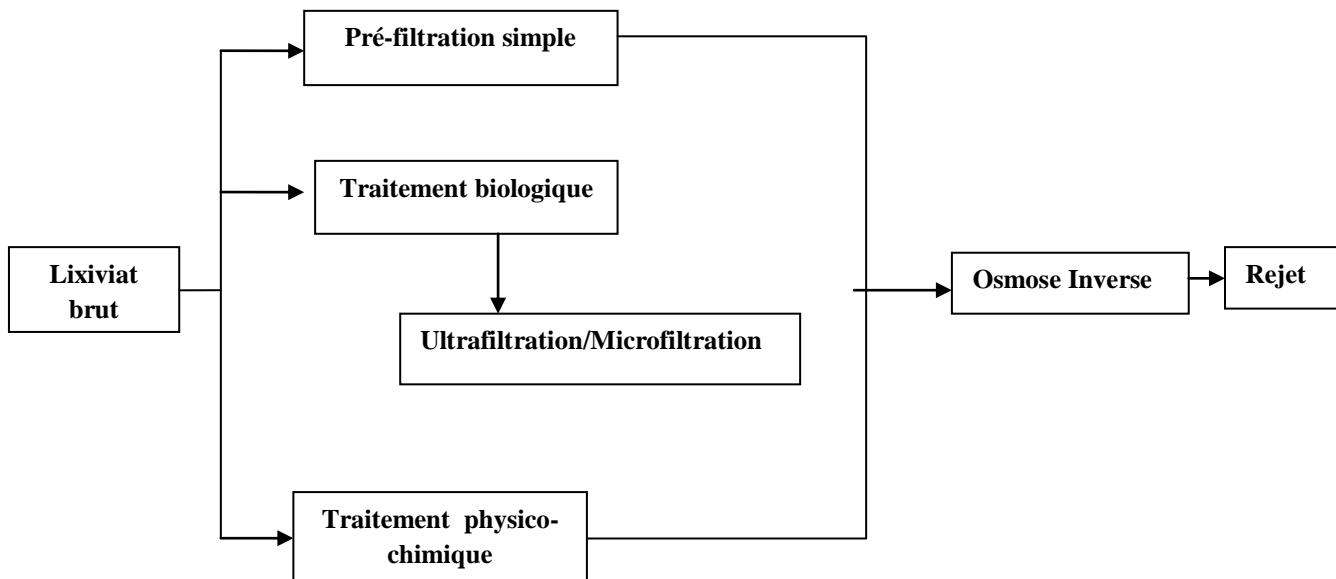 Pré-filtration simple
Traitement biologique
Lixiviat
brut
Osmose Inverse
Rejet
Ultrafiltration/Microfiltration
Traitement physico-
chimique